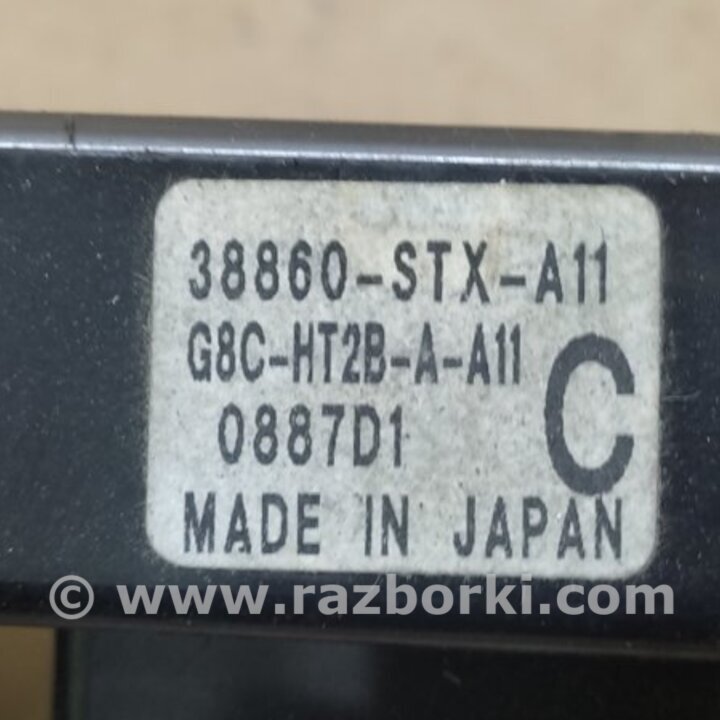 38860-STX-A11
G8C-HT2B-A-A11
0887D1
C
MADE IN JAPAN
© www.razborki.com